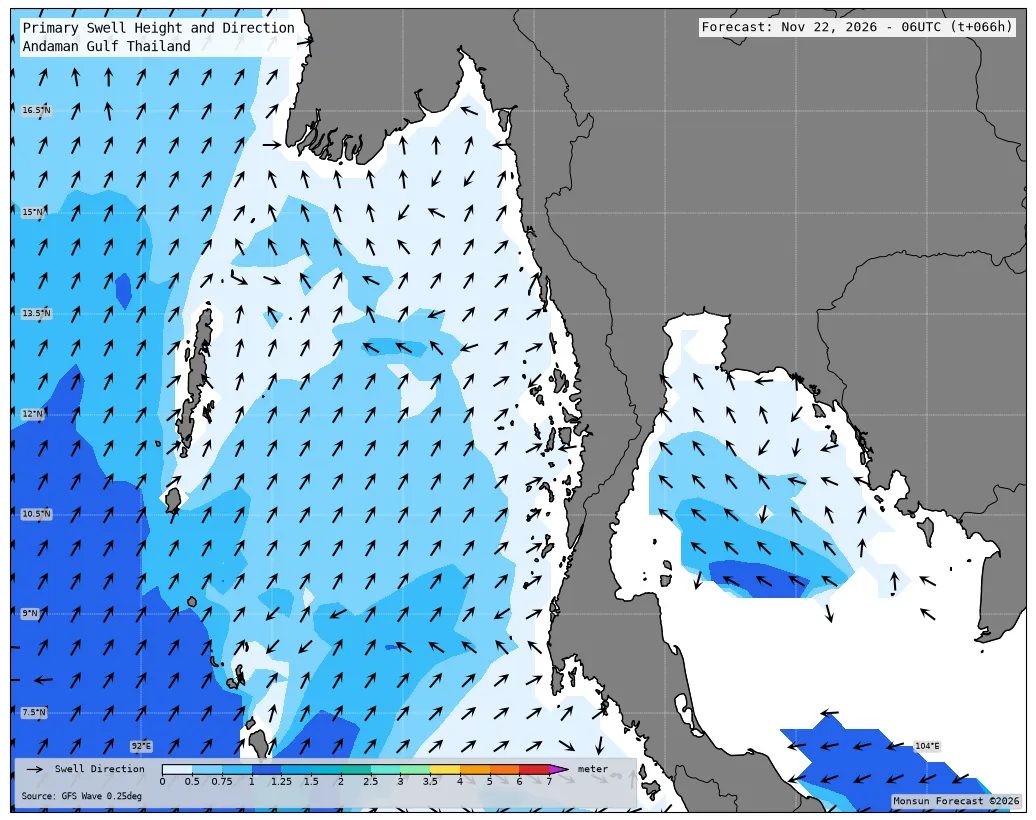 Primary Swell Height and Direction
Andaman Gulf Thailand
Forecast: Nov 22, 2026 - 06UTC (t+066h)
16.5°N
15°N
13.5°N
12°N
10.5°N
9°N
7.5°N
92°E
104°E
Swell Direction
meter
0 0.5 0.75 1 1.25 1.5 2 2.5 3 3.5 4 5 6 7
Source: GFS Wave 0.25deg
Monsun Forecast ©2026